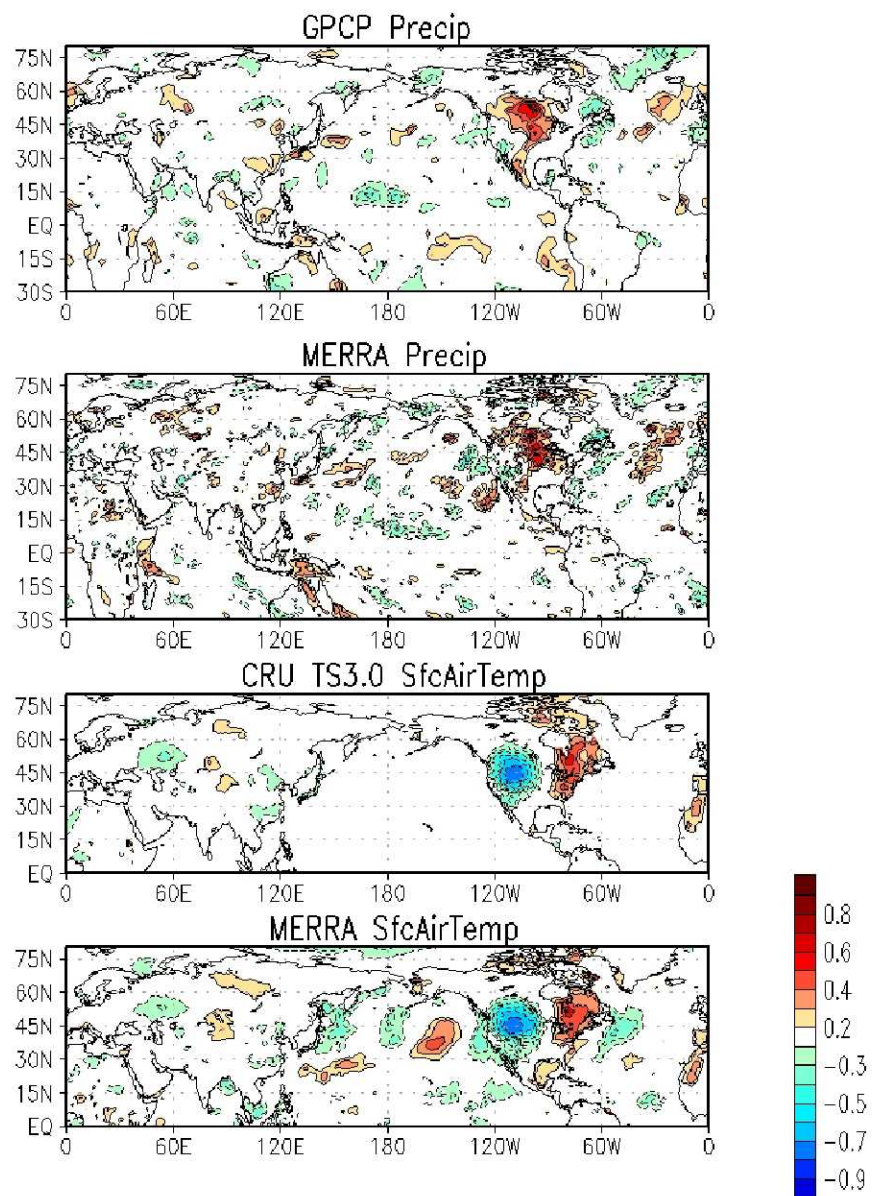 GPCP Precip
75N
60N
45N
30N
15N
EQ
15S
30S
0 60E 120E 180 120W 60W 0
MERRA Precip
75N
60N
45N
30N
15N
EQ
15S
30S
0 60E 120E 180 120W 60W 0
CRU TS3.0 SfcAirTemp
75N
60N
45N
30N
15N
EQ
0 60E 120E 180 120W 60W 0
MERRA SfcAirTemp
75N
60N
45N
30N
15N
EQ
0 60E 120E 180 120W 60W 0
0.8
0.6
0.4
0.2
-0.3
-0.5
-0.7
-0.9